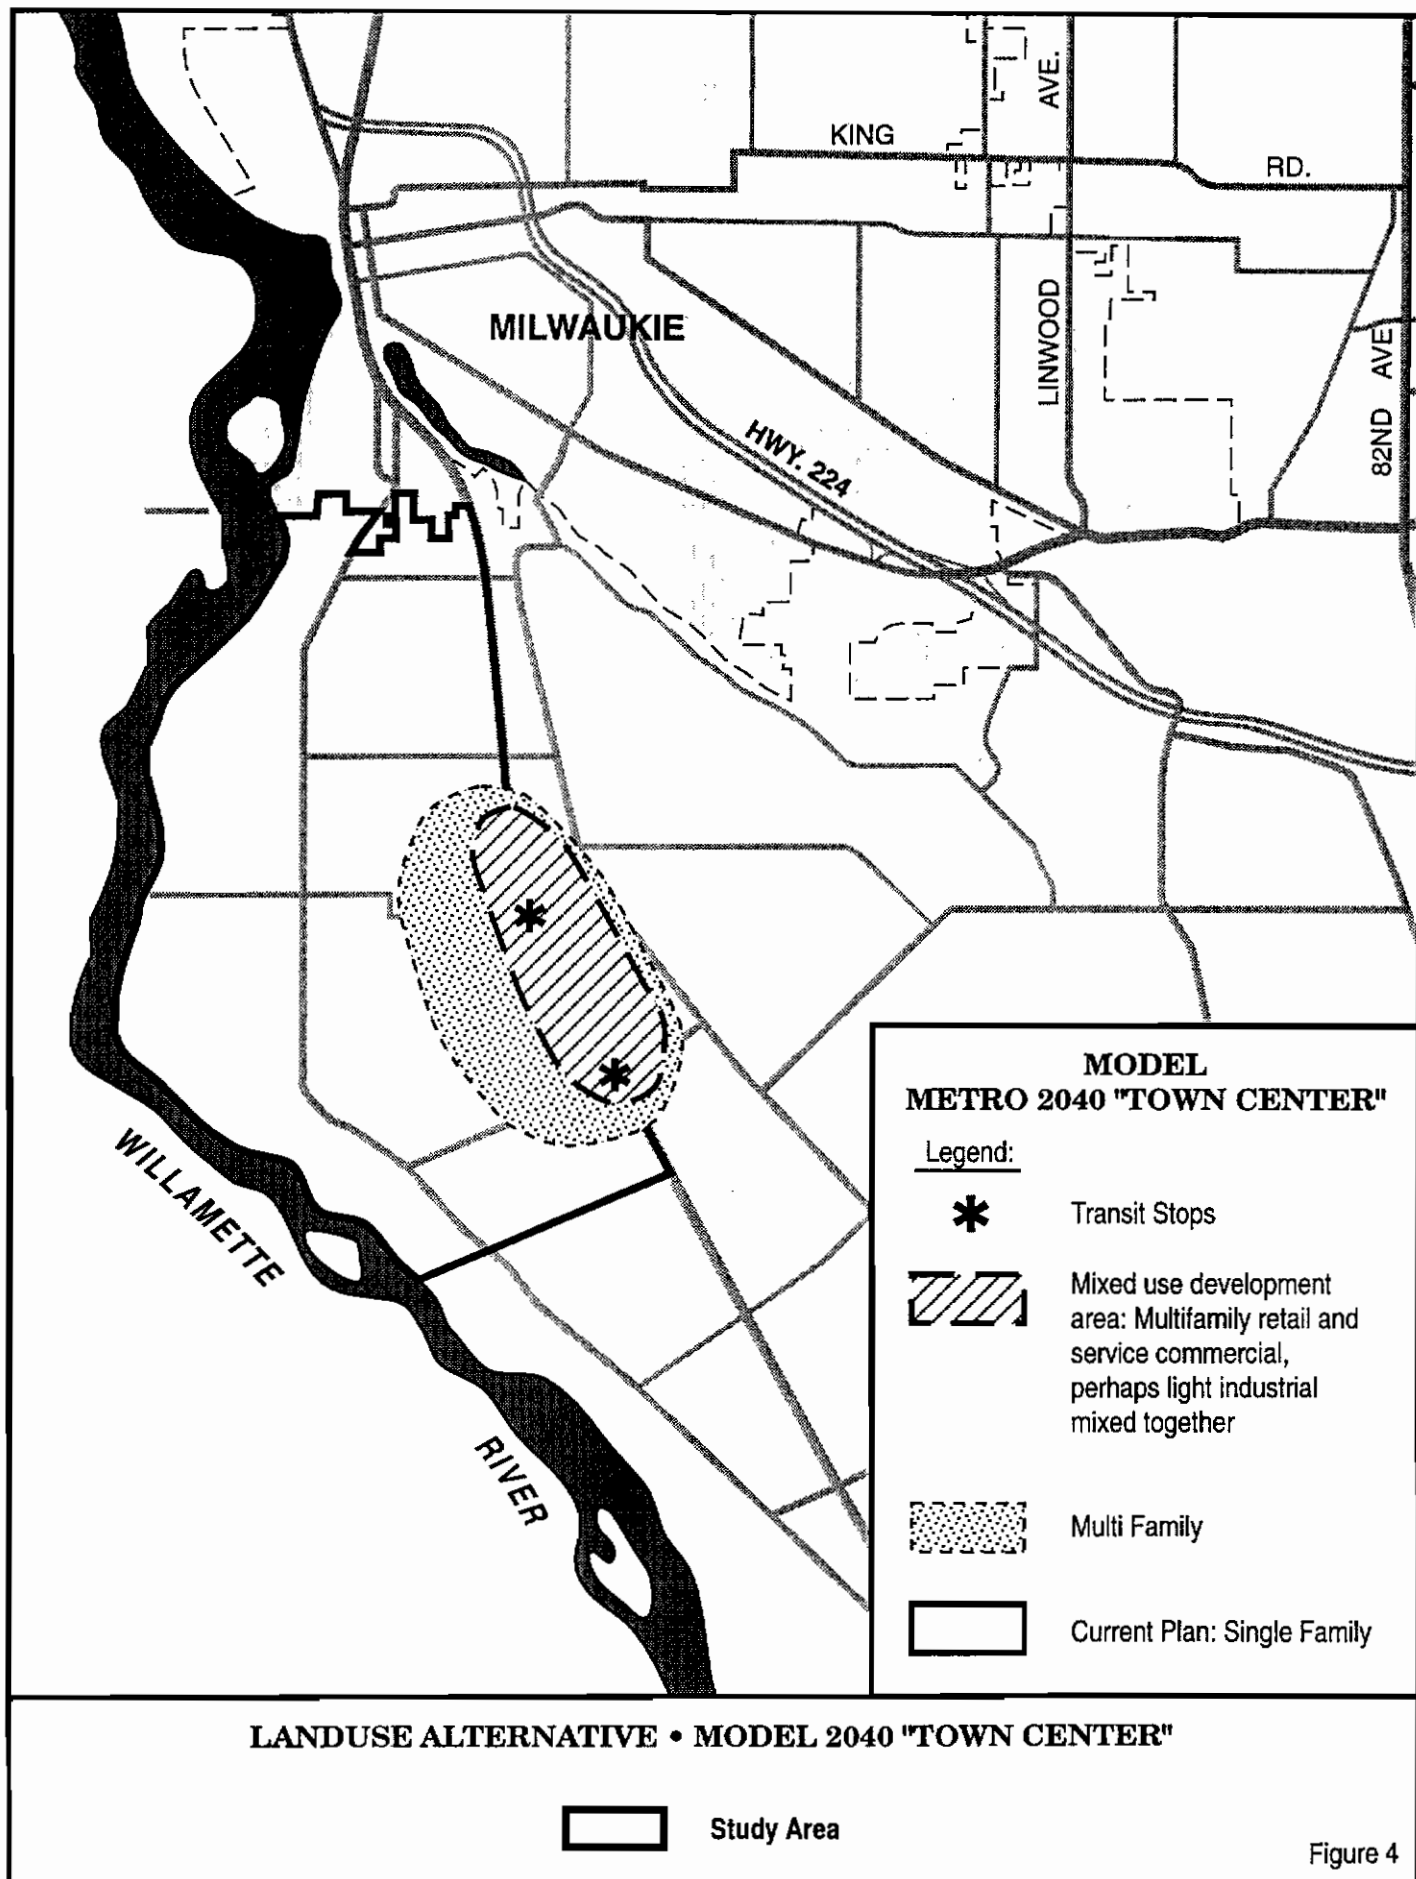 AVE.
KING
RD.
MILWAUKIE
LINWOOD
82ND AVE
HWY. 224
WILLAMETTE
RIVER
MODEL
METRO 2040 "TOWN CENTER"
Legend:
Transit Stops
Mixed use development
area: Multifamily retail and
service commercial,
perhaps light industrial
mixed together
Multi Family
Current Plan: Single Family
LANDUSE ALTERNATIVE • MODEL 2040 "TOWN CENTER"
Study Area
Figure 4